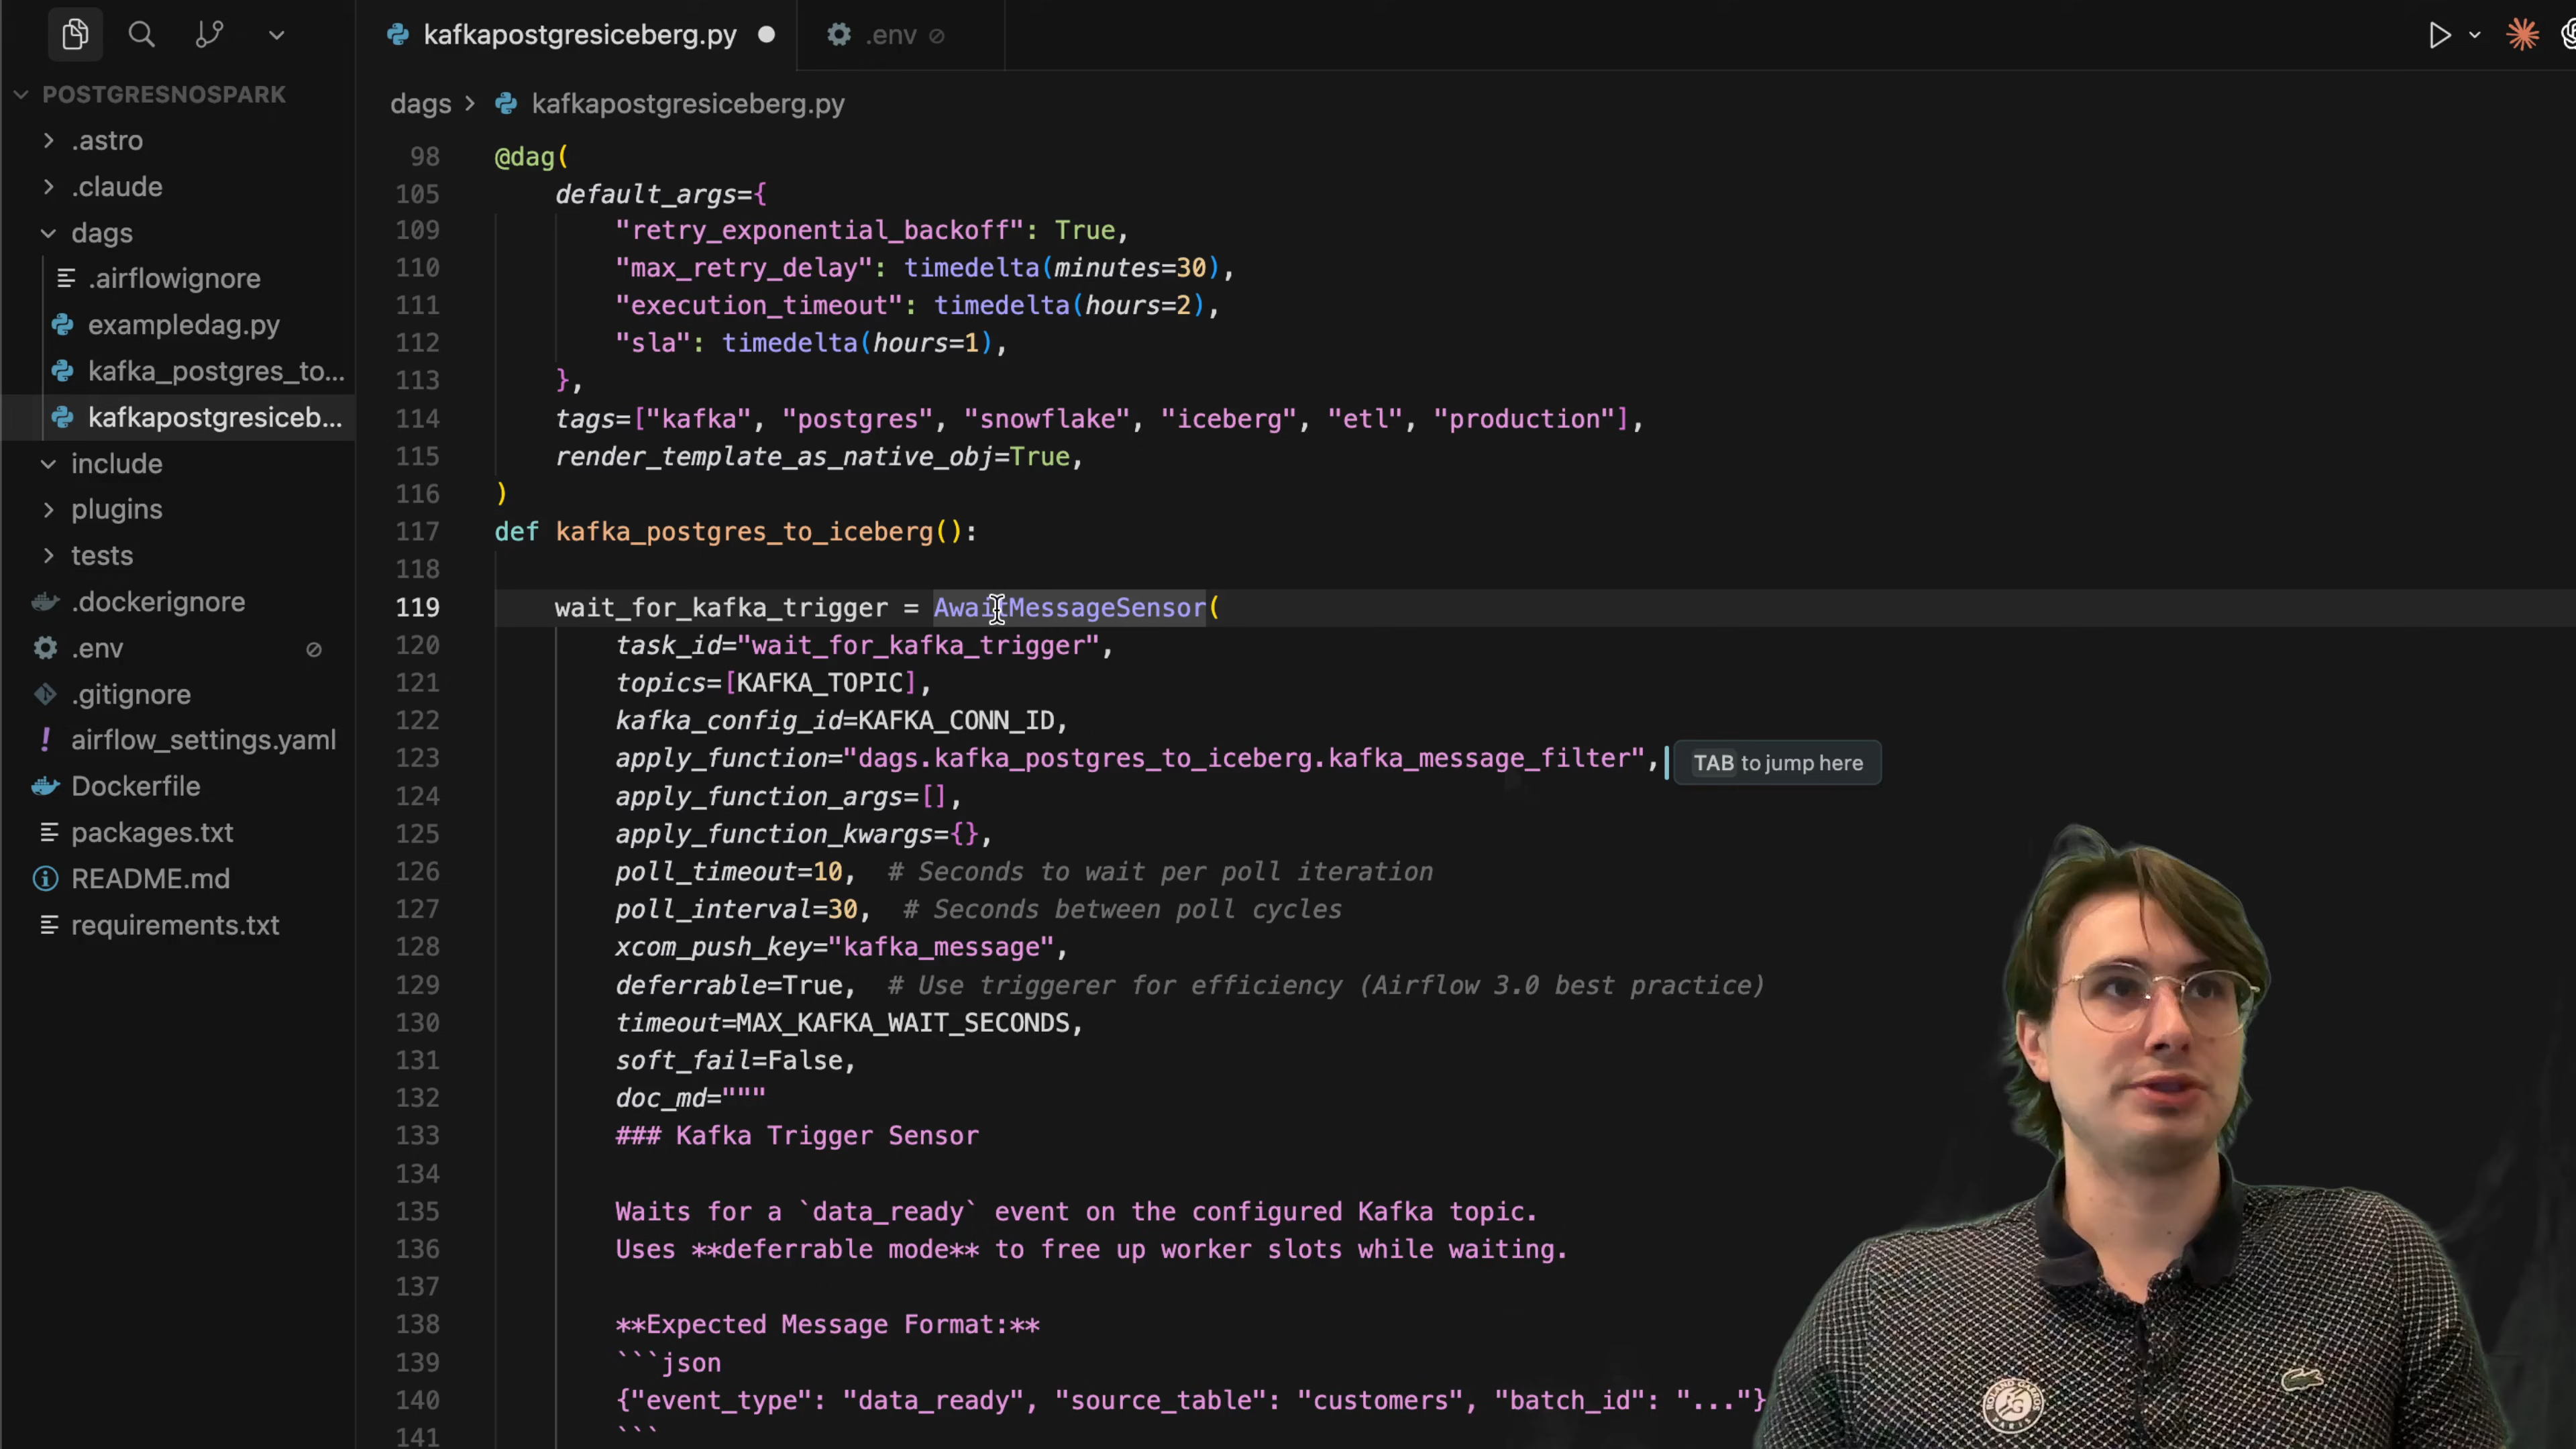 kafkapostgresiceberg.py
.env
POSTGRESNOSPARK
.astro
.claude
dags
.airflowignore
exampledag.py
kafka_postgres_to...
kafkapostgresiceb...
include
plugins
tests
.dockerignore
.env
.gitignore
airflow_settings.yaml
Dockerfile
packages.txt
README.md
requirements.txt
dags > kafkapostgresiceberg.py
98 @dag(
105 default_args={
109 "retry_exponential_backoff": True,
110 "max_retry_delay": timedelta(minutes=30),
111 "execution_timeout": timedelta(hours=2),
112 "sla": timedelta(hours=1),
113 },
114 tags=["kafka", "postgres", "snowflake", "iceberg", "etl", "production"],
115 render_template_as_native_obj=True,
116 )
117 def kafka_postgres_to_iceberg():
118
119 wait_for_kafka_trigger = AwaitMessageSensor(
120 task_id="wait_for_kafka_trigger",
121 topics=[KAFKA_TOPIC],
122 kafka_config_id=KAFKA_CONN_ID,
123 apply_function="dags.kafka_postgres_to_iceberg.kafka_message_filter", TAB to jump here
124 apply_function_args=[],
125 apply_function_kwargs={},
126 poll_timeout=10, # Seconds to wait per poll iteration
127 poll_interval=30, # Seconds between poll cycles
128 xcom_push_key="kafka_message",
129 deferrable=True, # Use triggerer for efficiency (Airflow 3.0 best practice)
130 timeout=MAX_KAFKA_WAIT_SECONDS,
131 soft_fail=False,
132 doc_md="""
133 ### Kafka Trigger Sensor
134
135 Waits for a `data_ready` event on the configured Kafka topic.
136 Uses **deferrable mode** to free up worker slots while waiting.
137
138 **Expected Message Format:**
139 ```json
140 {"event_type": "data_ready", "source_table": "customers", "batch_id": "..."}
141 ```
ROLAND GARROS
PARIS